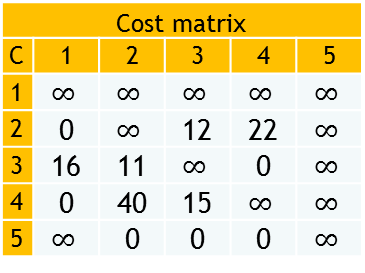 Cost matrix
C 1 2 3 4 5
1 ∞ ∞ ∞ ∞ ∞
2 0 ∞ 12 22 ∞
3 16 11 ∞ 0 ∞
4 0 40 15 ∞ ∞
5 ∞ 0 0 0 ∞